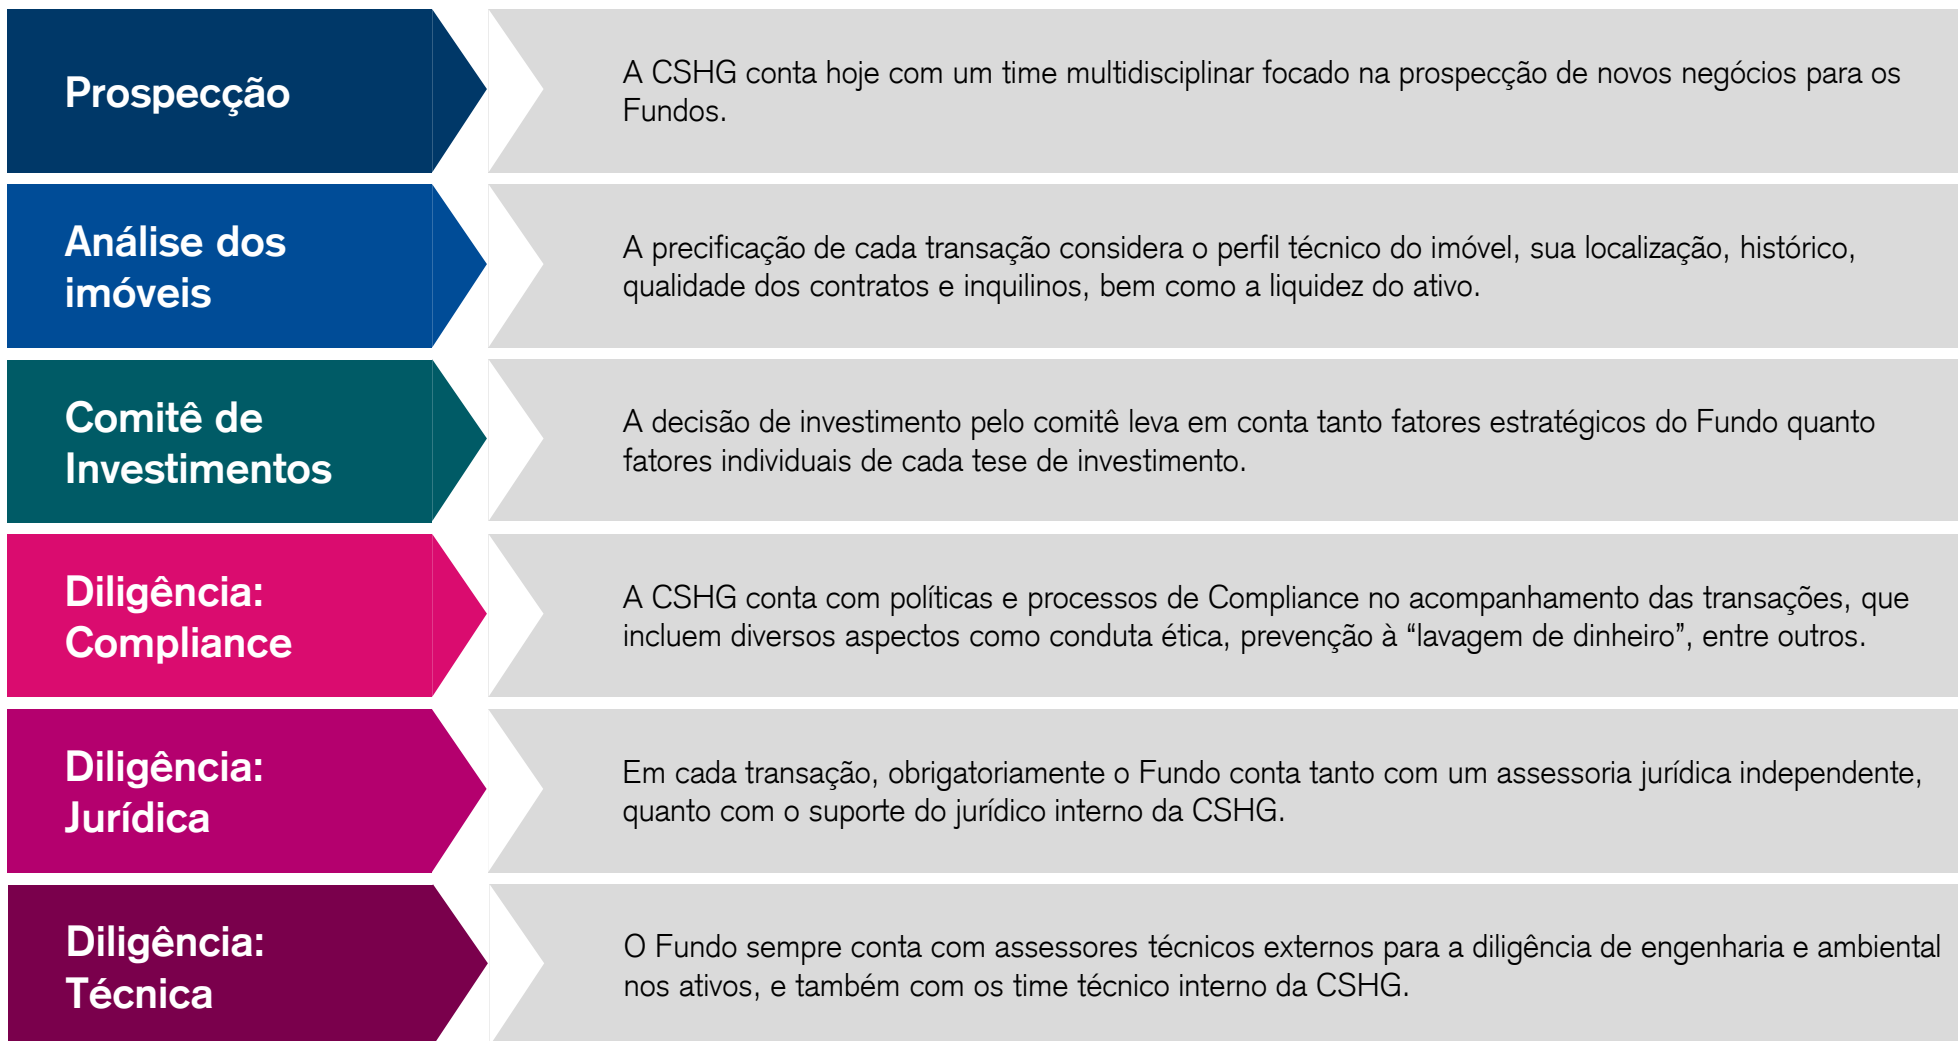 Prospecção
A CSHG conta hoje com um time multidisciplinar focado na prospecção de novos negócios para os
Fundos.
Análise dos
imóveis
A precificação de cada transação considera o perfil técnico do imóvel, sua localização, histórico,
qualidade dos contratos e inquilinos, bem como a liquidez do ativo.
Comitê de
Investimentos
A decisão de investimento pelo comitê leva em conta tanto fatores estratégicos do Fundo quanto
fatores individuais de cada tese de investimento.
Diligência:
Compliance
A CSHG conta com políticas e processos de Compliance no acompanhamento das transações, que
incluem diversos aspectos como conduta ética, prevenção à “lavagem de dinheiro”, entre outros.
Diligência:
Jurídica
Em cada transação, obrigatoriamente o Fundo conta tanto com um assessoria jurídica independente,
quanto com o suporte do jurídico interno da CSHG.
Diligência:
Técnica
O Fundo sempre conta com assessores técnicos externos para a diligência de engenharia e ambiental
nos ativos, e também com os time técnico interno da CSHG.